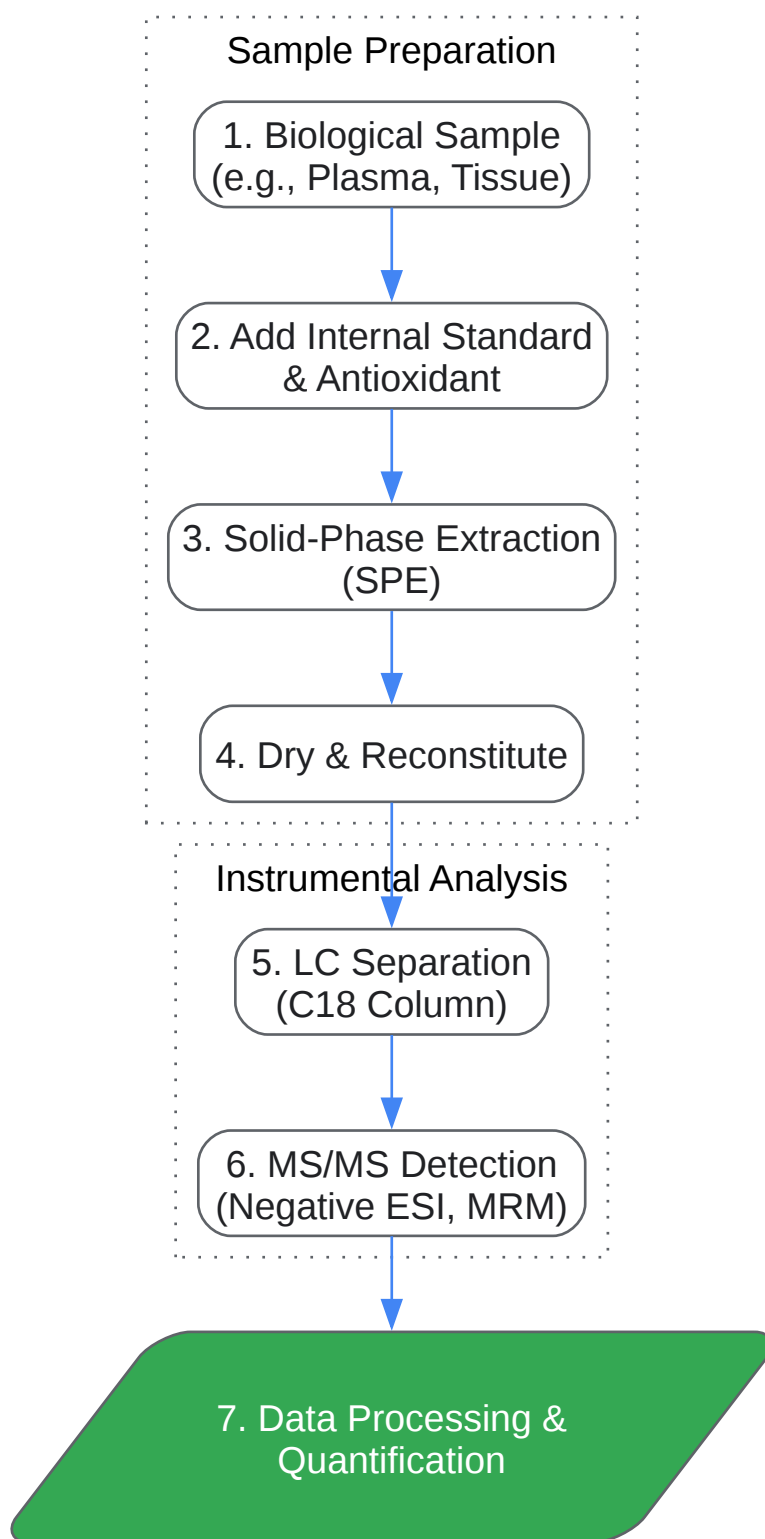 Sample Preparation
1. Biological Sample
(e.g., Plasma, Tissue)
2. Add Internal Standard
& Antioxidant
3. Solid-Phase Extraction
(SPE)
4. Dry & Reconstitute
Instrumental Analysis
5. LC Separation
(C18 Column)
6. MS/MS Detection
(Negative ESI, MRM)
7. Data Processing &
Quantification